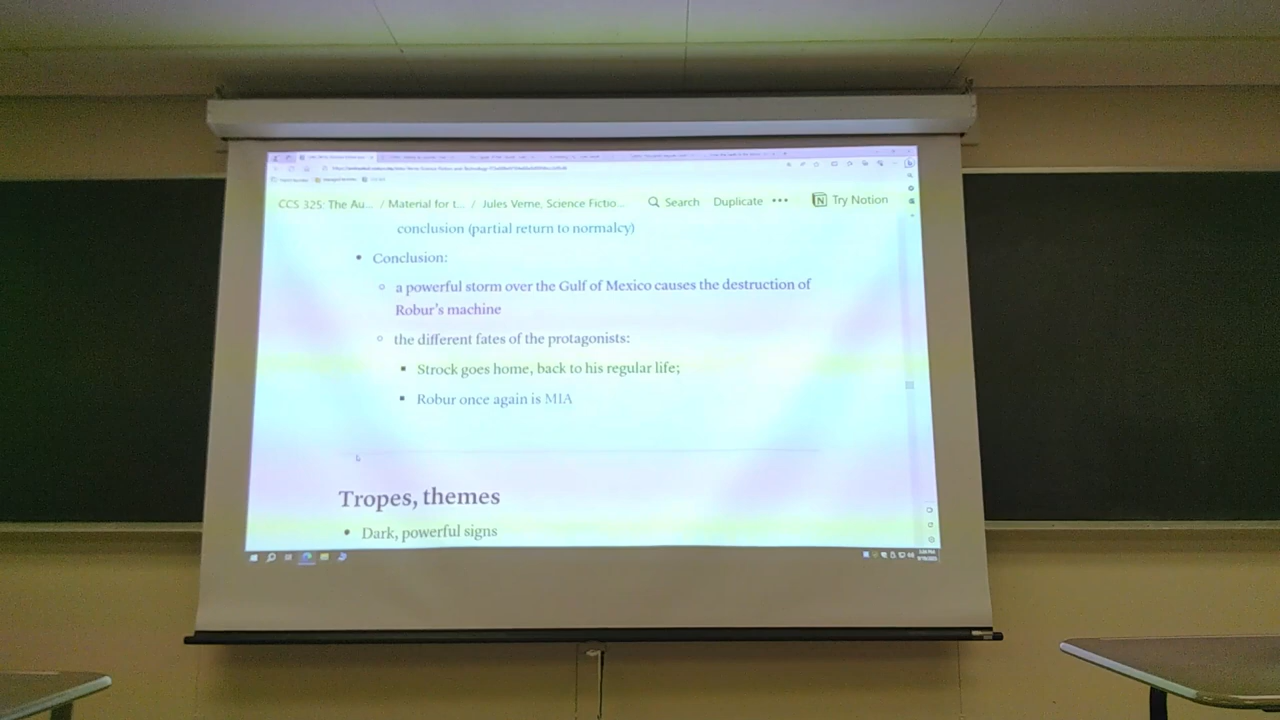 CCS 325: The Au... / Material for t... / Jules Verne, Science Fictio... Search Duplicate ••• Try Notion
conclusion (partial return to normalcy)
• Conclusion:
◦ a powerful storm over the Gulf of Mexico causes the destruction of
Robur's machine
◦ the different fates of the protagonists:
▪ Strock goes home, back to his regular life;
▪ Robur once again is MIA
Tropes, themes
• Dark, powerful signs